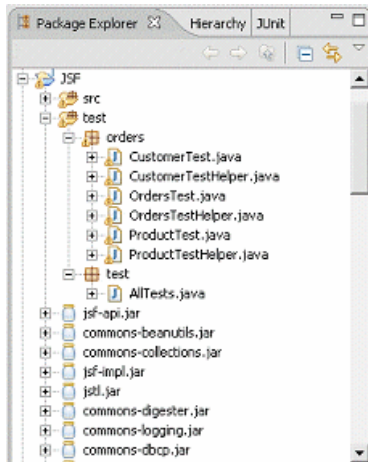 Package Explorer Hierarchy JUnit
JSF
src
test
orders
CustomerTest.java
CustomerTestHelper.java
OrdersTest.java
OrdersTestHelper.java
ProductTest.java
ProductTestHelper.java
test
AllTests.java
jsf-api.jar
commons-beanutils.jar
commons-collections.jar
jsf-impl.jar
jstl.jar
commons-digester.jar
commons-logging.jar
commons-dbcp.jar